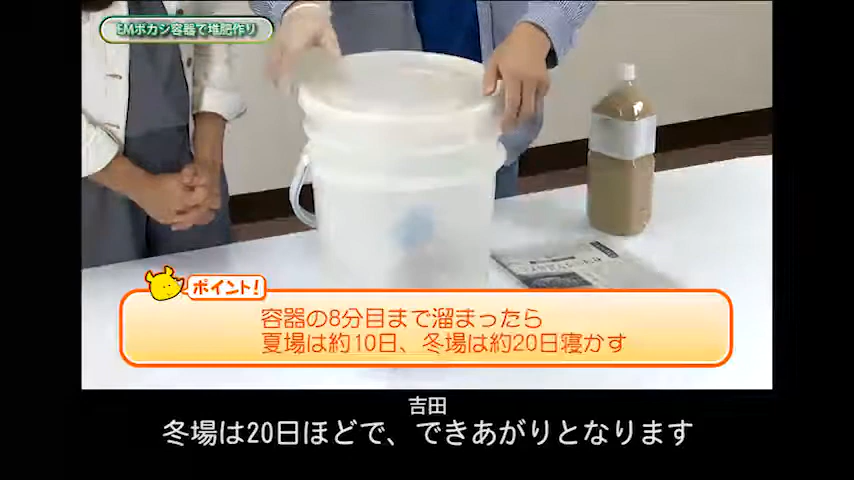 EMボカシ容器で堆肥作り
ポイント!
容器の8分目まで溜まったら
夏場は約10日、冬場は約20日寝かす
吉田
冬場は20日ほどで、できあがりとなります